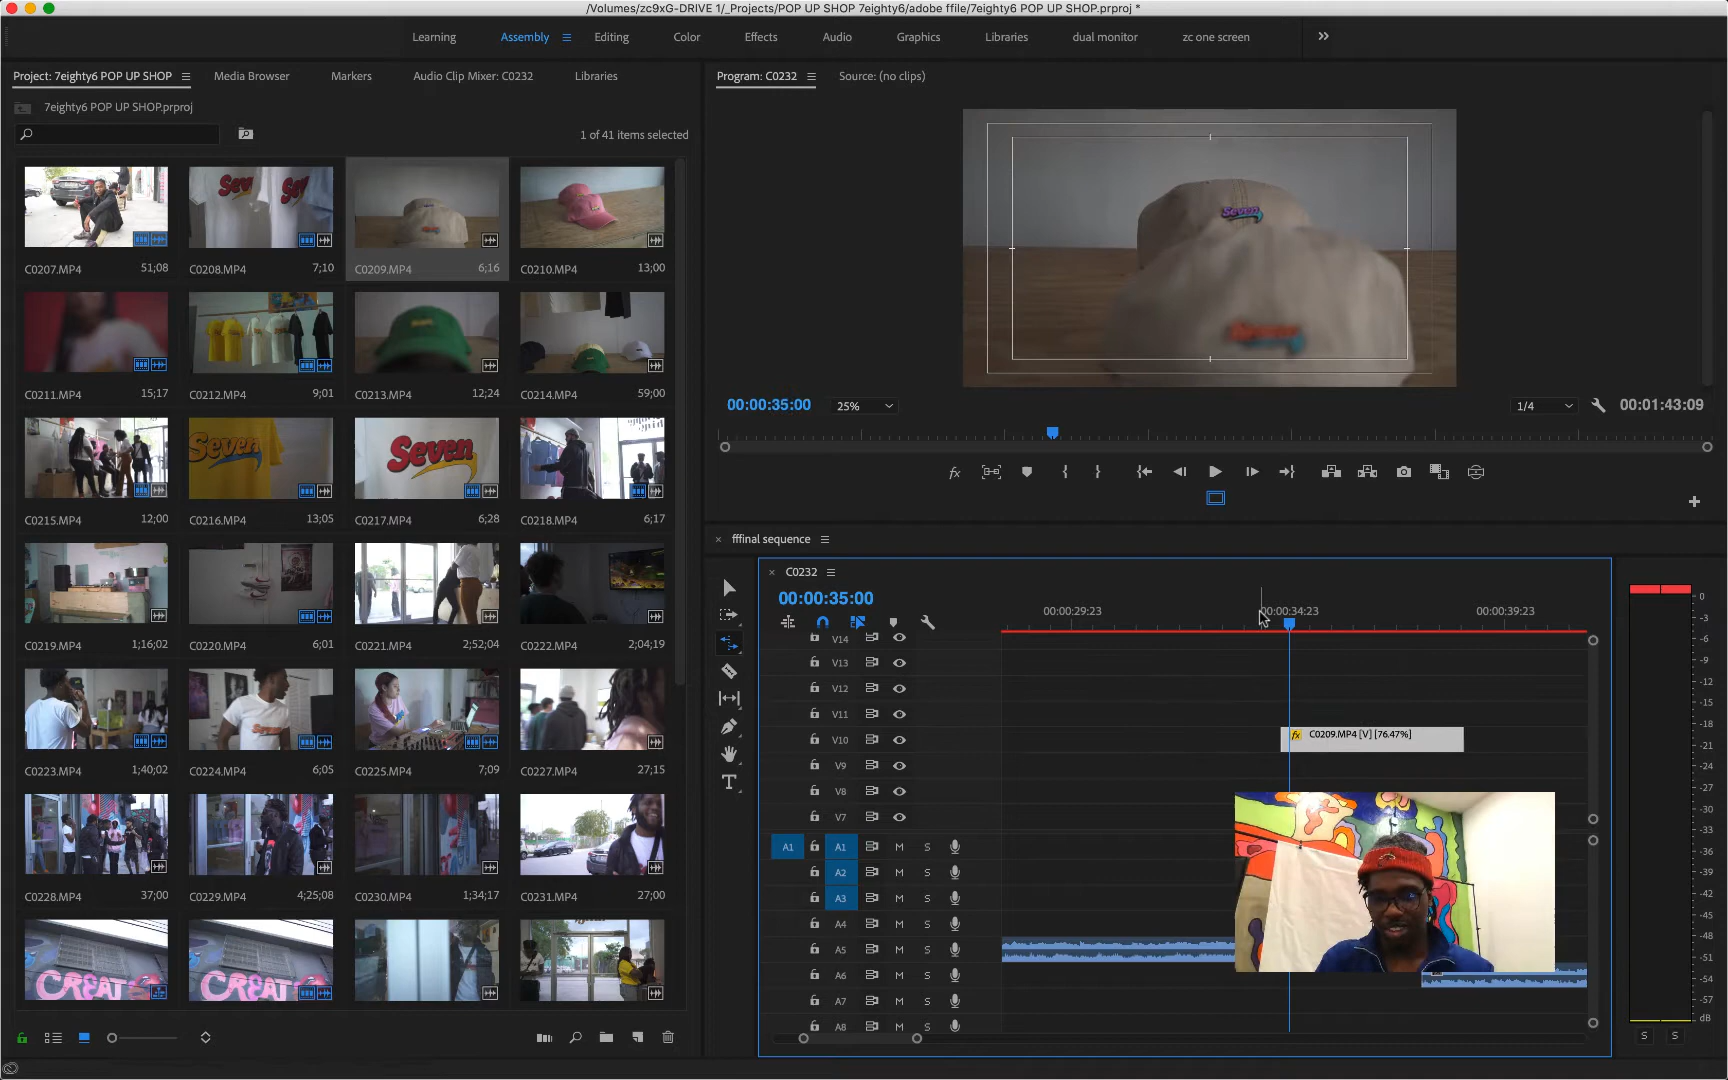 /Volumes/zc9xG-DRIVE 1/_Projects/POP UP SHOP 7eighty6/adobe ffile/7eighty6 POP UP SHOP.prproj *
Learning Assembly Editing Color Effects Audio Graphics Libraries dual monitor zc one screen
Project: 7eighty6 POP UP SHOP Media Browser Markers Audio Clip Mixer: C0232 Libraries
7eighty6 POP UP SHOP.prproj
1 of 41 items selected
Seven
C0207.MP4 51;08 C0208.MP4 7;10 C0209.MP4 6;16 C0210.MP4 13;00
C0211.MP4 15;17 C0212.MP4 9;01 C0213.MP4 12;24 C0214.MP4 59;00
Seven Seven
C0215.MP4 12;00 C0216.MP4 13;05 C0217.MP4 6;28 C0218.MP4 6;17
C0219.MP4 1;16;02 C0220.MP4 6;01 C0221.MP4 2;52;04 C0222.MP4 2;04;19
C0223.MP4 1;40;02 C0224.MP4 6;05 C0225.MP4 7;09 C0227.MP4 27;15
C0228.MP4 37;00 C0229.MP4 4;25;08 C0230.MP4 1;34;17 C0231.MP4 27;00
CREAT CREAT
Program: C0232 Source: (no clips)
Seven
Seven
00:00:35:00 25% 1/4 00:01:43:09
fx
fffinal sequence
C0232
00:00:35:00
00:00:29:23 00:00:34:23 00:00:39:23
V14
V13
V12
V11
V10 fx C0209.MP4 [V] [76.47%]
V9
V8
V7
A1 A1 M S
A2 M S
A3 M S
A4 M S
A5 M S
A6 M S
A7 M S
A8 M S
0
-3
-6
-9
-12
-15
-18
-21
-24
-27
-30
-33
-36
-39
-42
-45
-48
-51
-54
-57
dB
S S